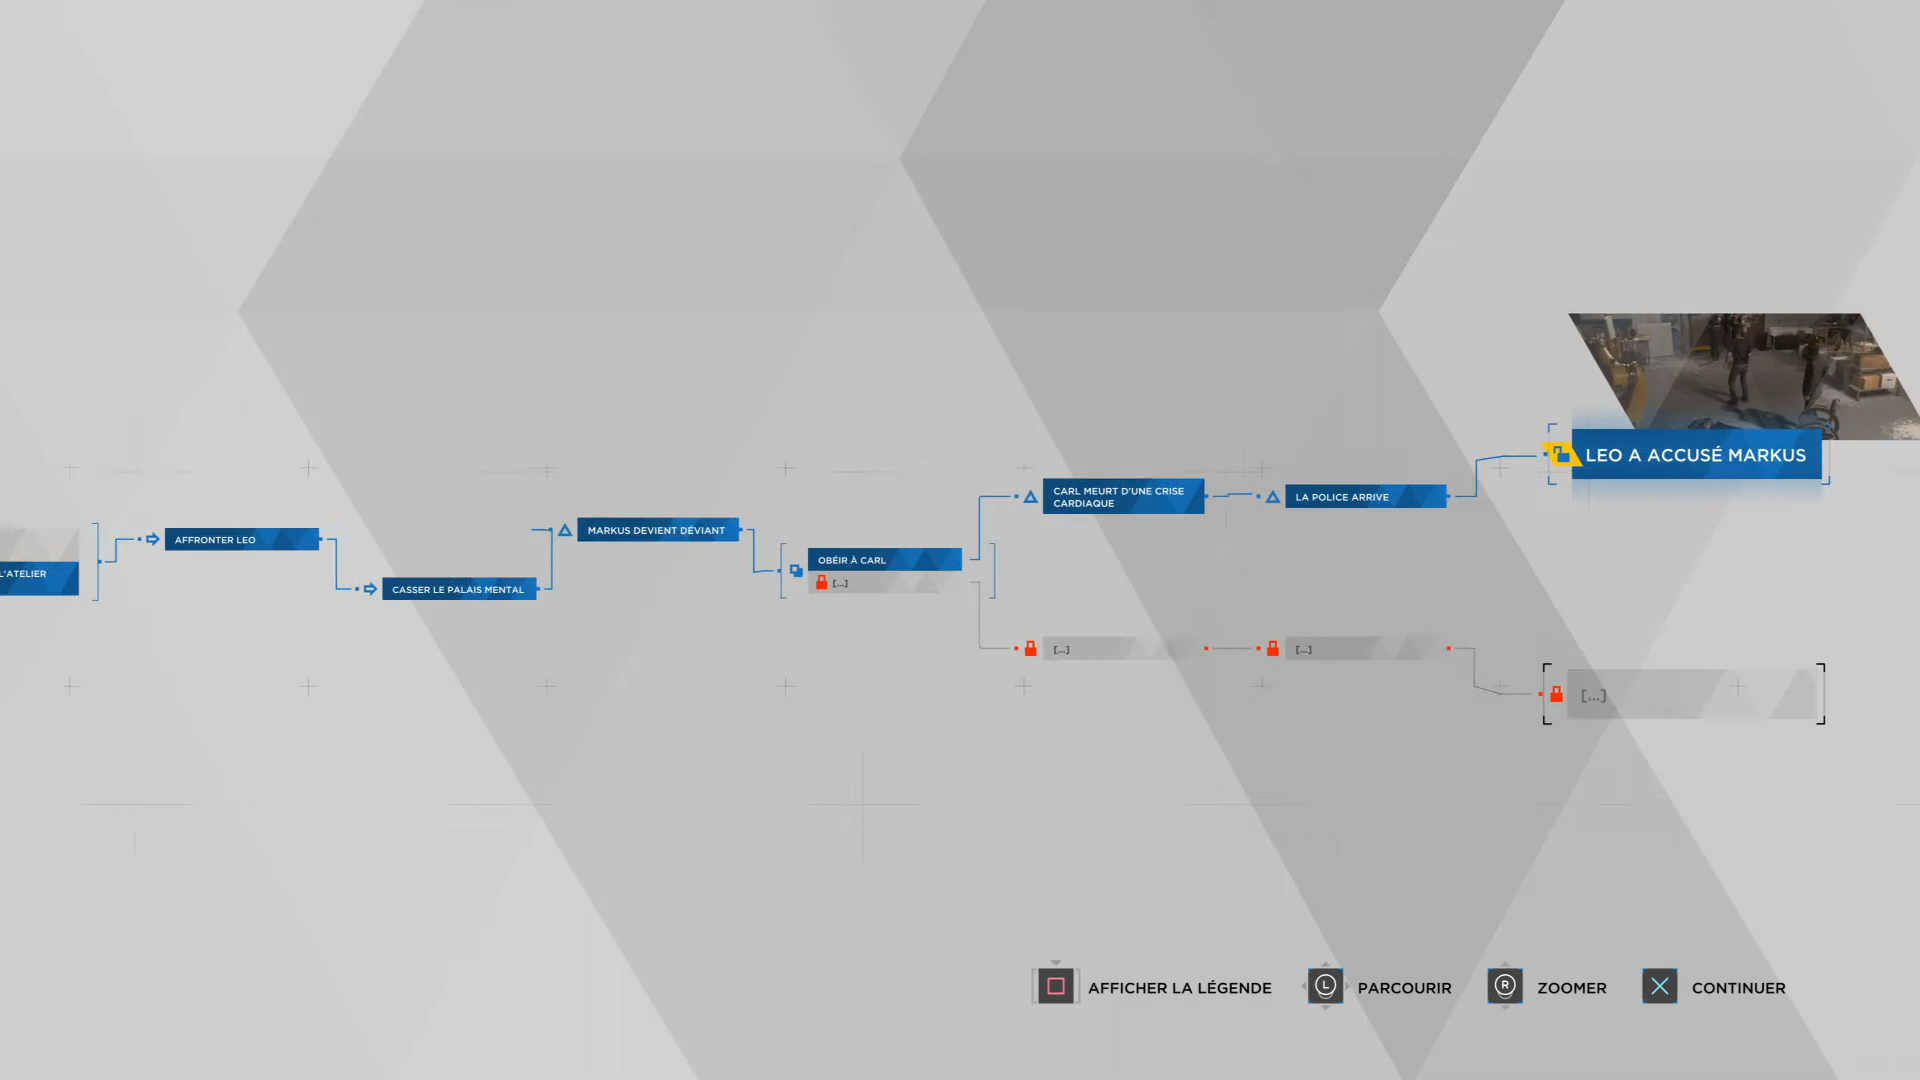 LEO A ACCUSÉ MARKUS
CARL MEURT D'UNE CRISE
CARDIAQUE
LA POLICE ARRIVE
MARKUS DEVIENT DÉVIANT
AFFRONTER LEO
OBÉIR À CARL
[...]
L'ATELIER
CASSER LE PALAIS MENTAL
[...]
[...]
[...]
AFFICHER LA LÉGENDE
L
PARCOURIR
R
ZOOMER
CONTINUER